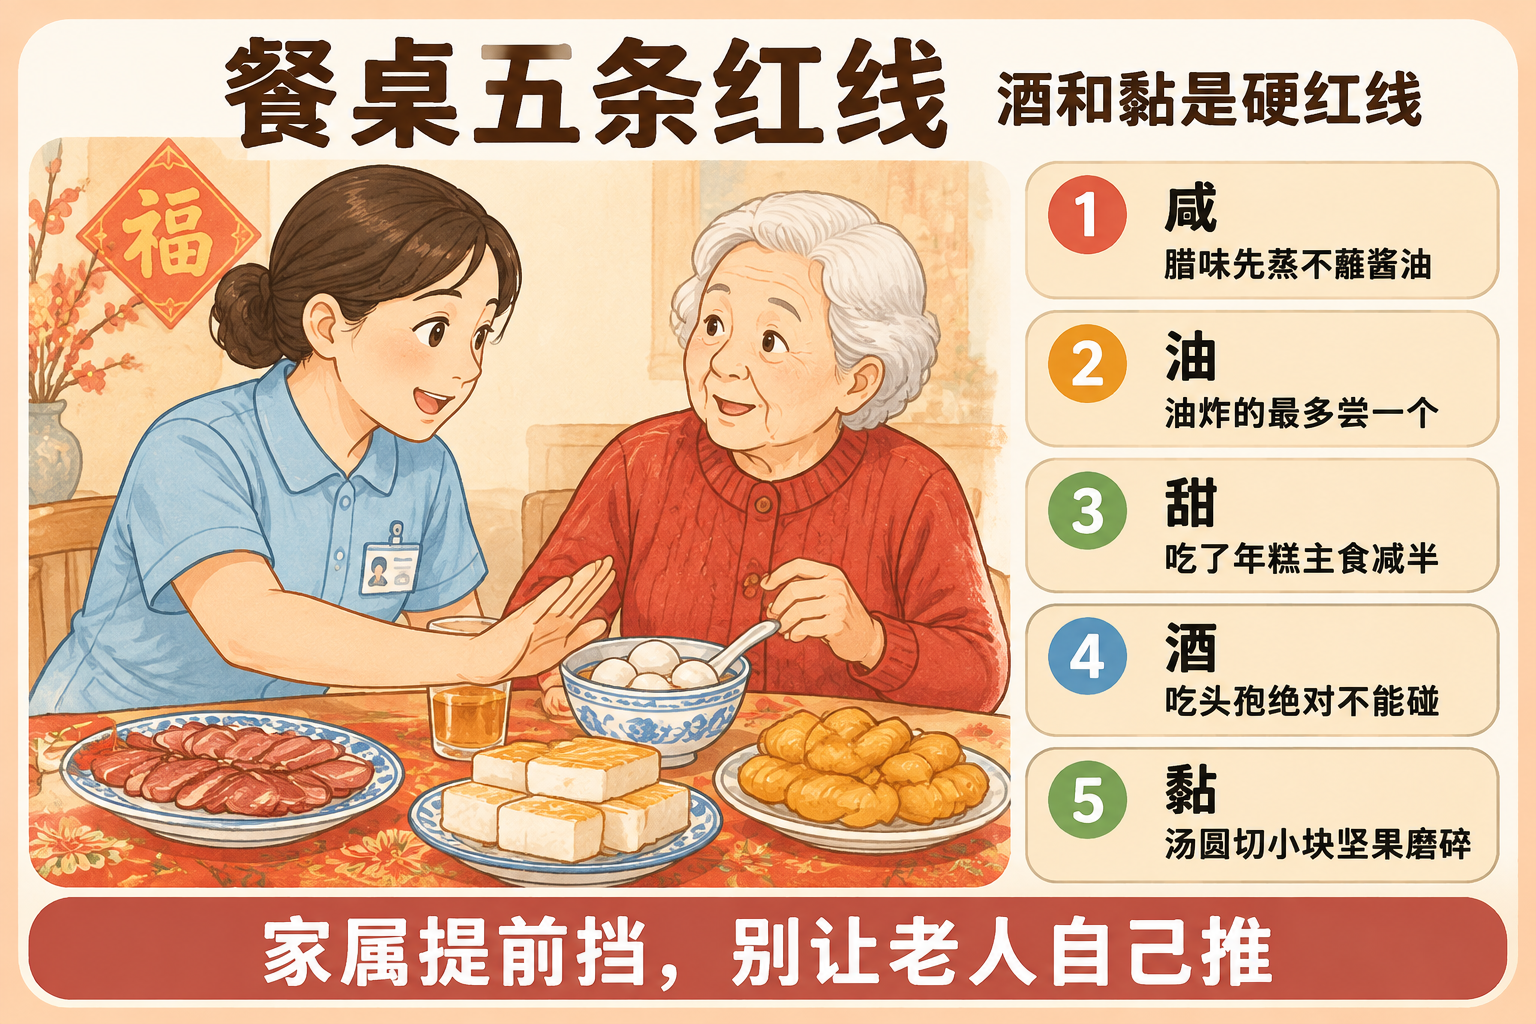 餐桌五条红线
酒和黏是硬红线
福
1
咸
腊味先蒸不蘸酱油
2
油
油炸的最多尝一个
3
甜
吃了年糕主食减半
4
酒
吃头孢绝对不能碰
5
黏
汤圆切小块坚果磨碎
家属提前挡，别让老人自己推